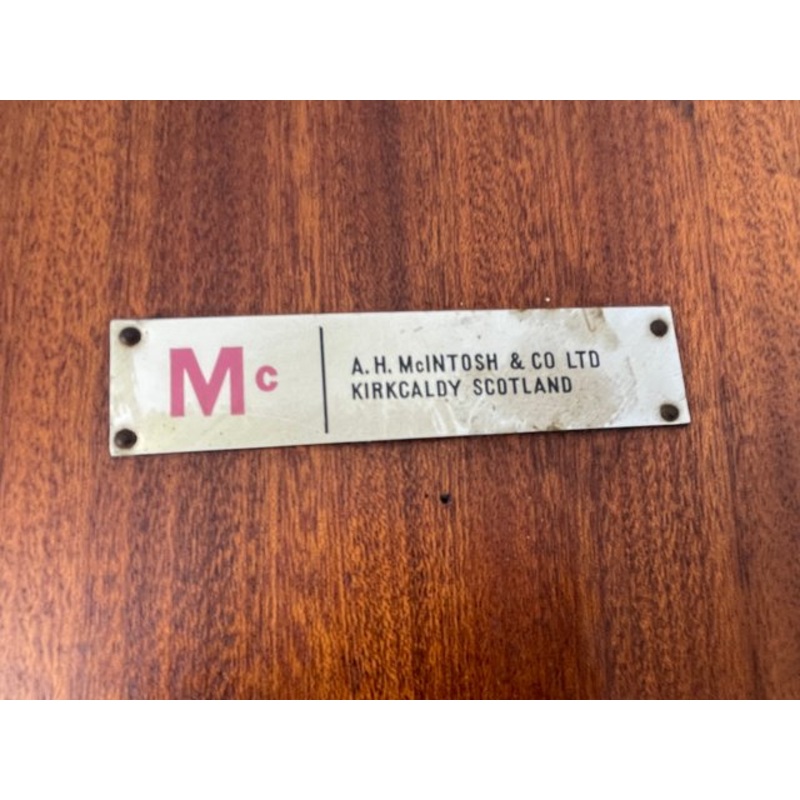 Mc
A.H. McINTOSH & CO LTD
KIRKCALDY SCOTLAND